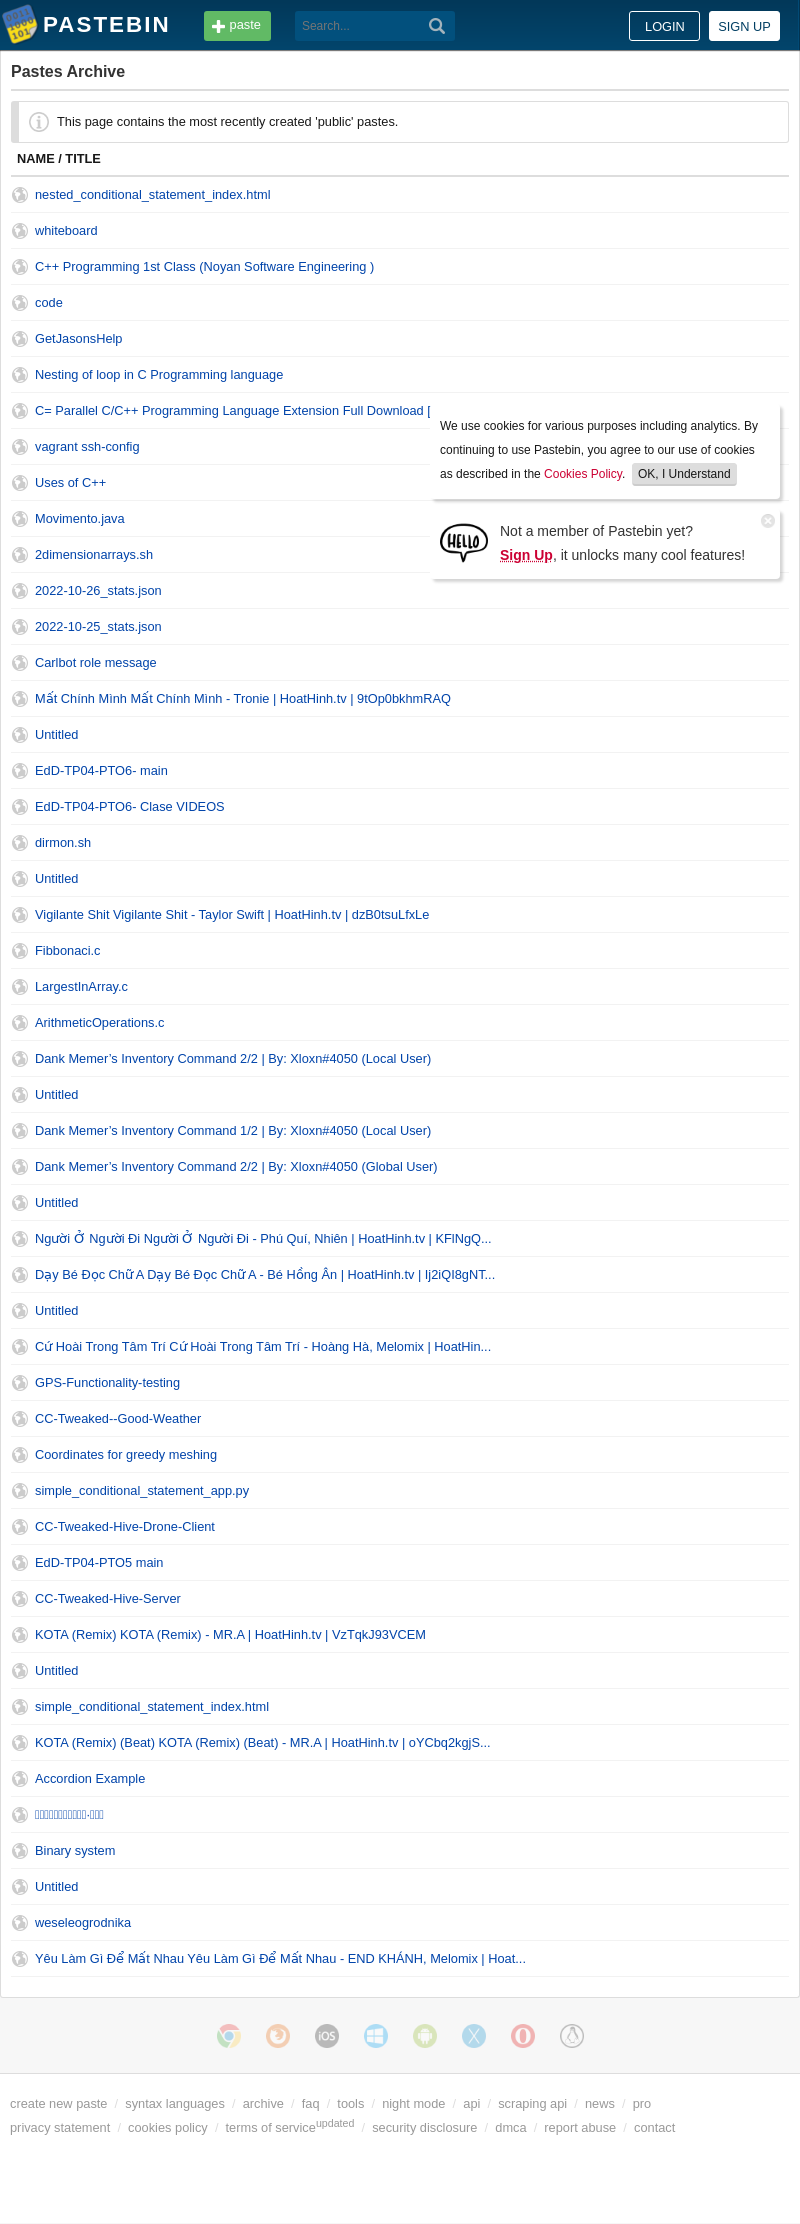 PASTEBIN
paste
Search...
LOGIN
SIGN UP
Pastes Archive
This page contains the most recently created 'public' pastes.
NAME / TITLE
nested_conditional_statement_index.html
whiteboard
C++ Programming 1st Class (Noyan Software Engineering )
code
GetJasonsHelp
Nesting of loop in C Programming language
C= Parallel C/C++ Programming Language Extension Full Download [
We use cookies for various purposes including analytics. By
continuing to use Pastebin, you agree to our use of cookies
as described in the Cookies Policy. OK, I Understand
vagrant ssh-config
Uses of C++
Movimento.java
HELLO
Not a member of Pastebin yet?
Sign Up, it unlocks many cool features!
2dimensionarrays.sh
2022-10-26_stats.json
2022-10-25_stats.json
Carlbot role message
Mất Chính Mình Mất Chính Mình - Tronie | HoatHinh.tv | 9tOp0bkhmRAQ
Untitled
EdD-TP04-PTO6- main
EdD-TP04-PTO6- Clase VIDEOS
dirmon.sh
Untitled
Vigilante Shit Vigilante Shit - Taylor Swift | HoatHinh.tv | dzB0tsuLfxLe
Fibbonaci.c
LargestInArray.c
ArithmeticOperations.c
Dank Memer’s Inventory Command 2/2 | By: Xloxn#4050 (Local User)
Untitled
Dank Memer’s Inventory Command 1/2 | By: Xloxn#4050 (Local User)
Dank Memer’s Inventory Command 2/2 | By: Xloxn#4050 (Global User)
Untitled
Người Ở Người Đi Người Ở Người Đi - Phú Quí, Nhiên | HoatHinh.tv | KFlNgQ...
Dạy Bé Đọc Chữ A Dạy Bé Đọc Chữ A - Bé Hồng Ân | HoatHinh.tv | Ij2iQI8gNT...
Untitled
Cứ Hoài Trong Tâm Trí Cứ Hoài Trong Tâm Trí - Hoàng Hà, Melomix | HoatHin...
GPS-Functionality-testing
CC-Tweaked--Good-Weather
Coordinates for greedy meshing
simple_conditional_statement_app.py
CC-Tweaked-Hive-Drone-Client
EdD-TP04-PTO5 main
CC-Tweaked-Hive-Server
KOTA (Remix) KOTA (Remix) - MR.A | HoatHinh.tv | VzTqkJ93VCEM
Untitled
simple_conditional_statement_index.html
KOTA (Remix) (Beat) KOTA (Remix) (Beat) - MR.A | HoatHinh.tv | oYCbq2kgjS...
Accordion Example
Binary system
Untitled
weseleogrodnika
Yêu Làm Gì Để Mất Nhau Yêu Làm Gì Để Mất Nhau - END KHÁNH, Melomix | Hoat...
iOS
create new paste / syntax languages / archive / faq / tools / night mode / api / scraping api / news / pro
privacy statement / cookies policy / terms of serviceupdated / security disclosure / dmca / report abuse / contact